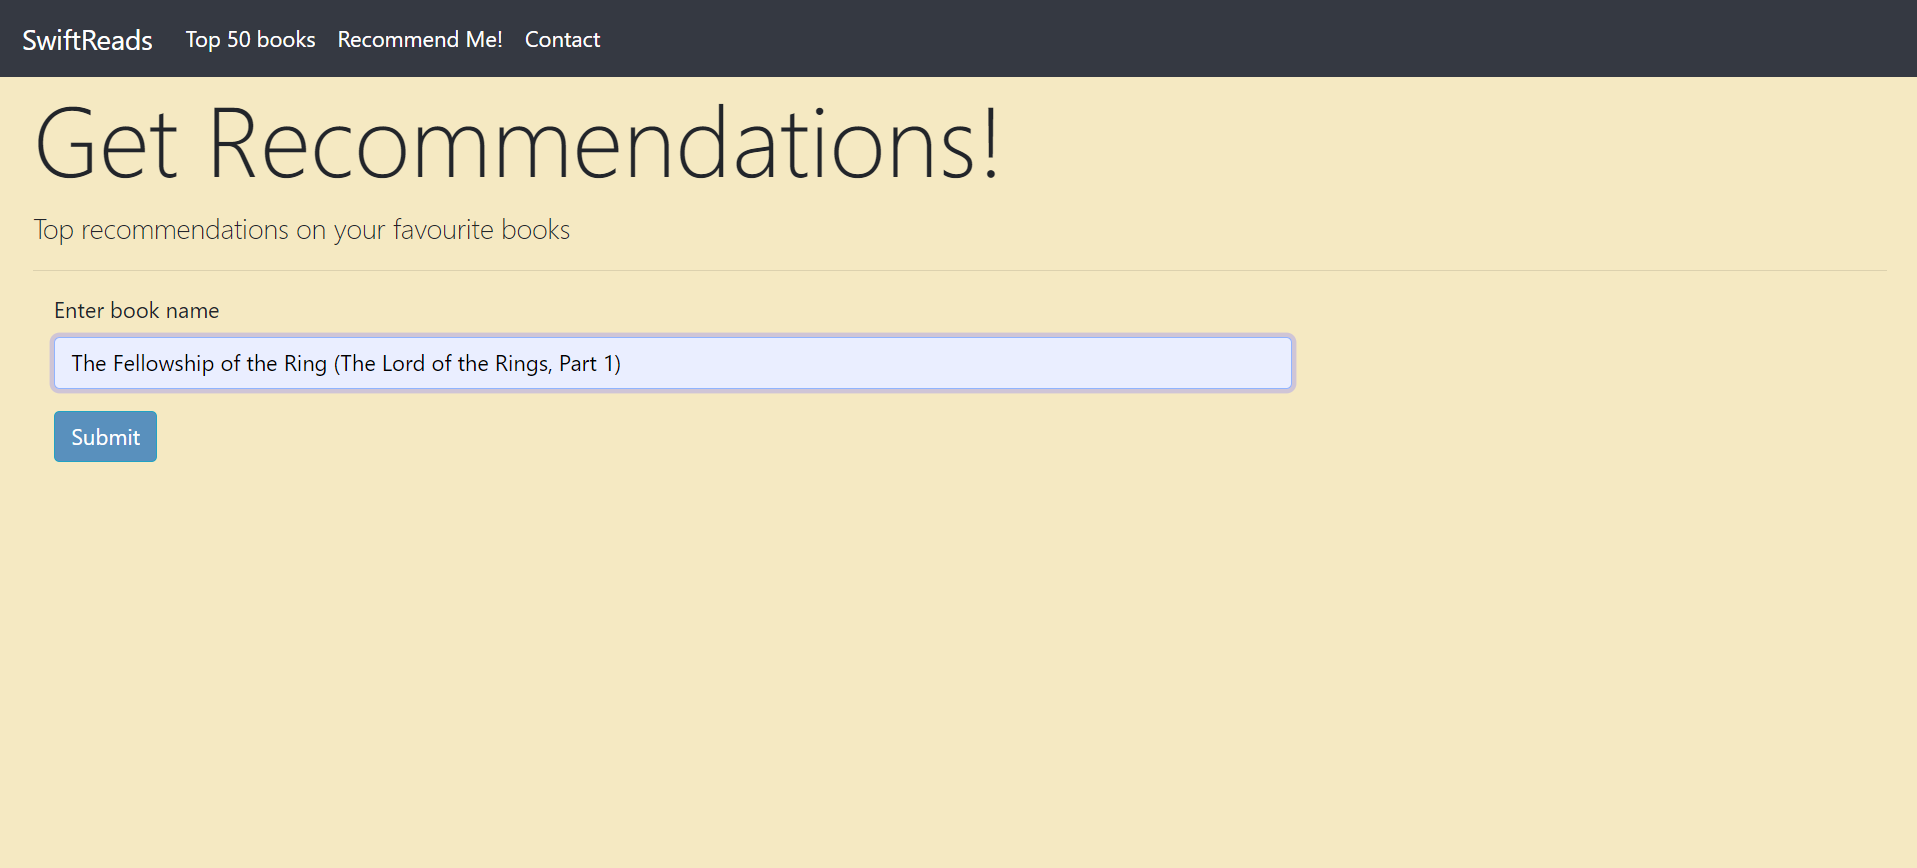 SwiftReads Top 50 books Recommend Me! Contact
Get Recommendations!
Top recommendations on your favourite books
Enter book name
The Fellowship of the Ring (The Lord of the Rings, Part 1)
Submit